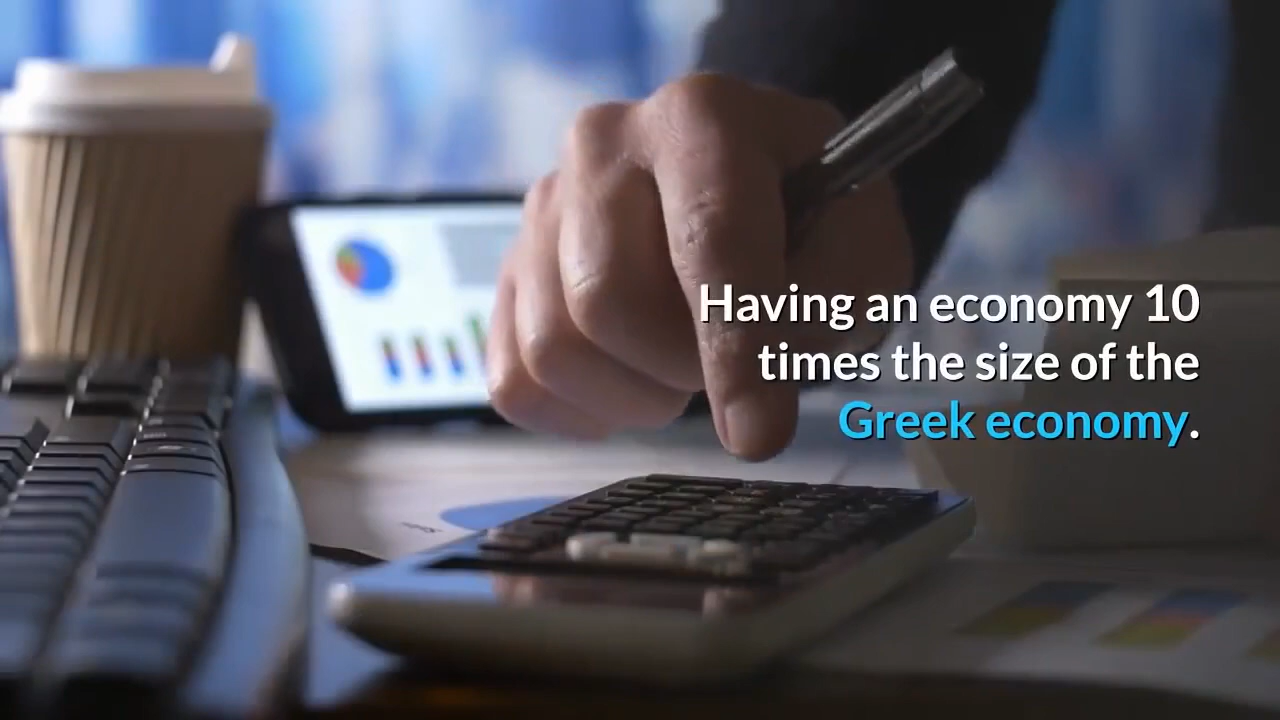 Having an economy 10
times the size of the
Greek economy.